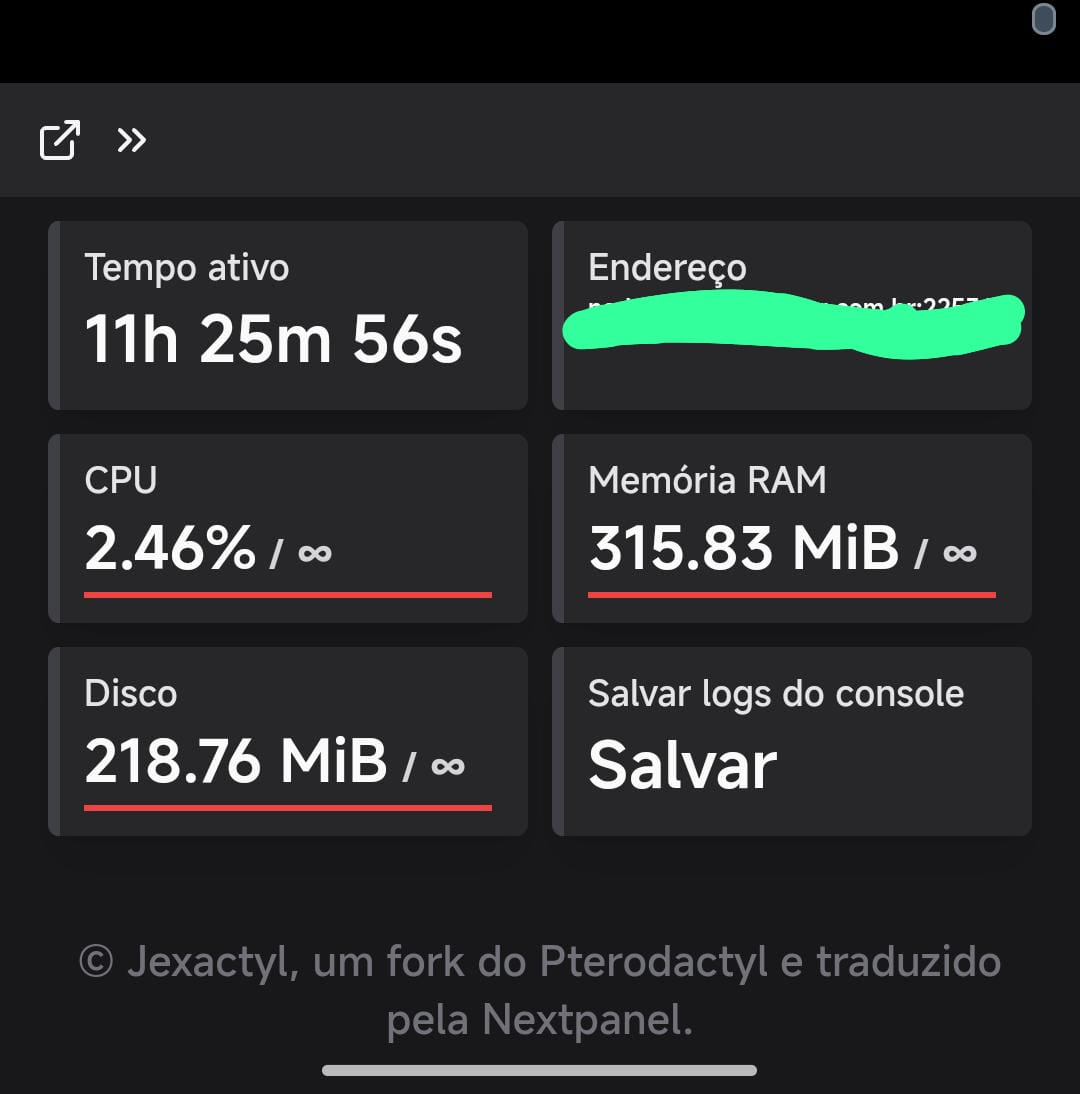 Tempo ativo
11h 25m 56s
Endereço
CPU
2.46% / ∞
Memória RAM
315.83 MiB / ∞
Disco
218.76 MiB / ∞
Salvar logs do console
Salvar
© Jexactyl, um fork do Pterodactyl e traduzido
pela Nextpanel.